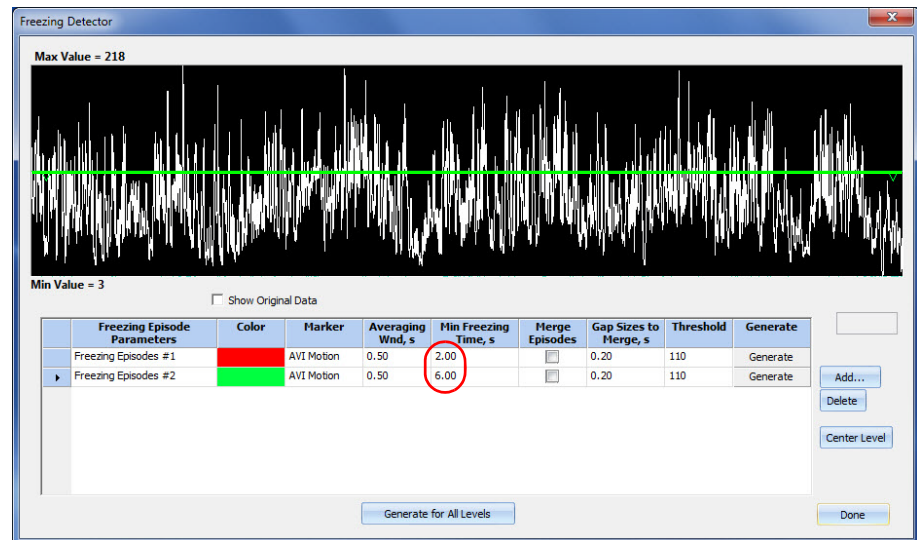 Freezing Detector
Max Value = 218
Min Value = 3
Show Original Data
Freezing Episode Parameters Color Marker Averaging Wnd, s Min Freezing Time, s Merge Episodes Gap Sizes to Merge, s Threshold Generate
Freezing Episodes #1 AVI Motion 0.50 2.00 0.20 110 Generate
Freezing Episodes #2 AVI Motion 0.50 6.00 0.20 110 Generate
Add...
Delete
Center Level
Generate for All Levels
Done